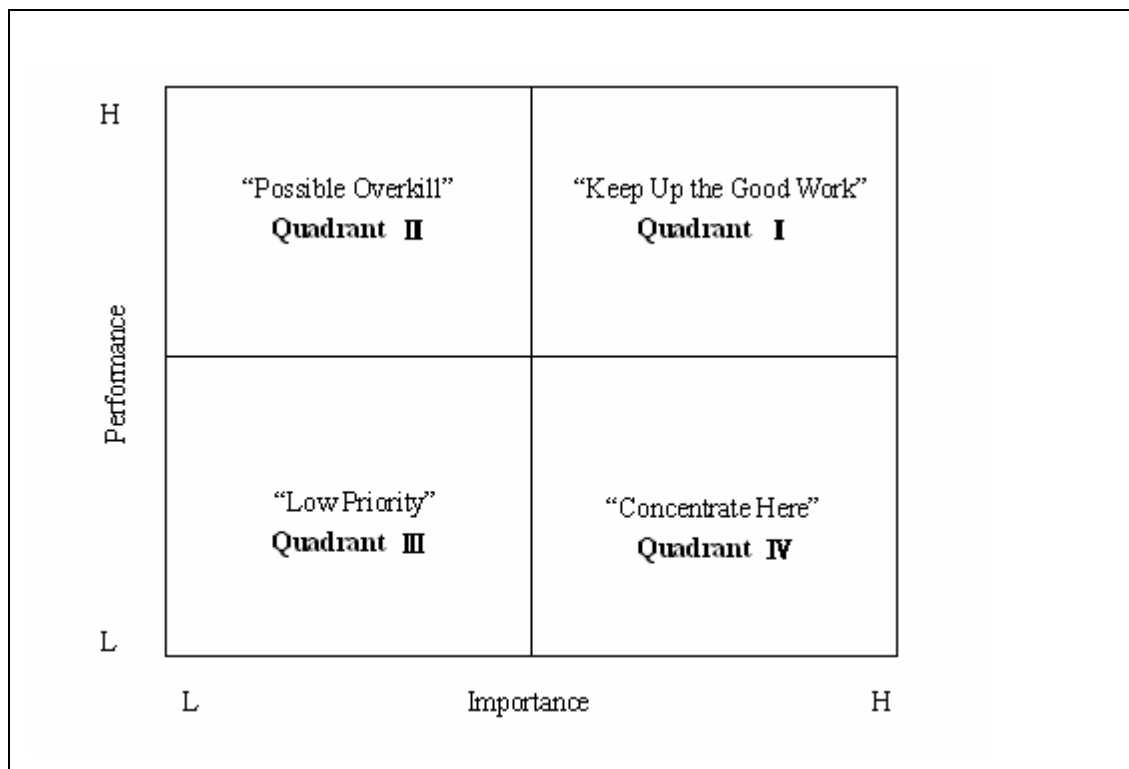 H
“Possible Overkill”
Quadrant II
“Keep Up the Good Work”
Quadrant I
Performance
“Low Priority”
Quadrant III
“Concentrate Here”
Quadrant IV
L
L
Importance
H